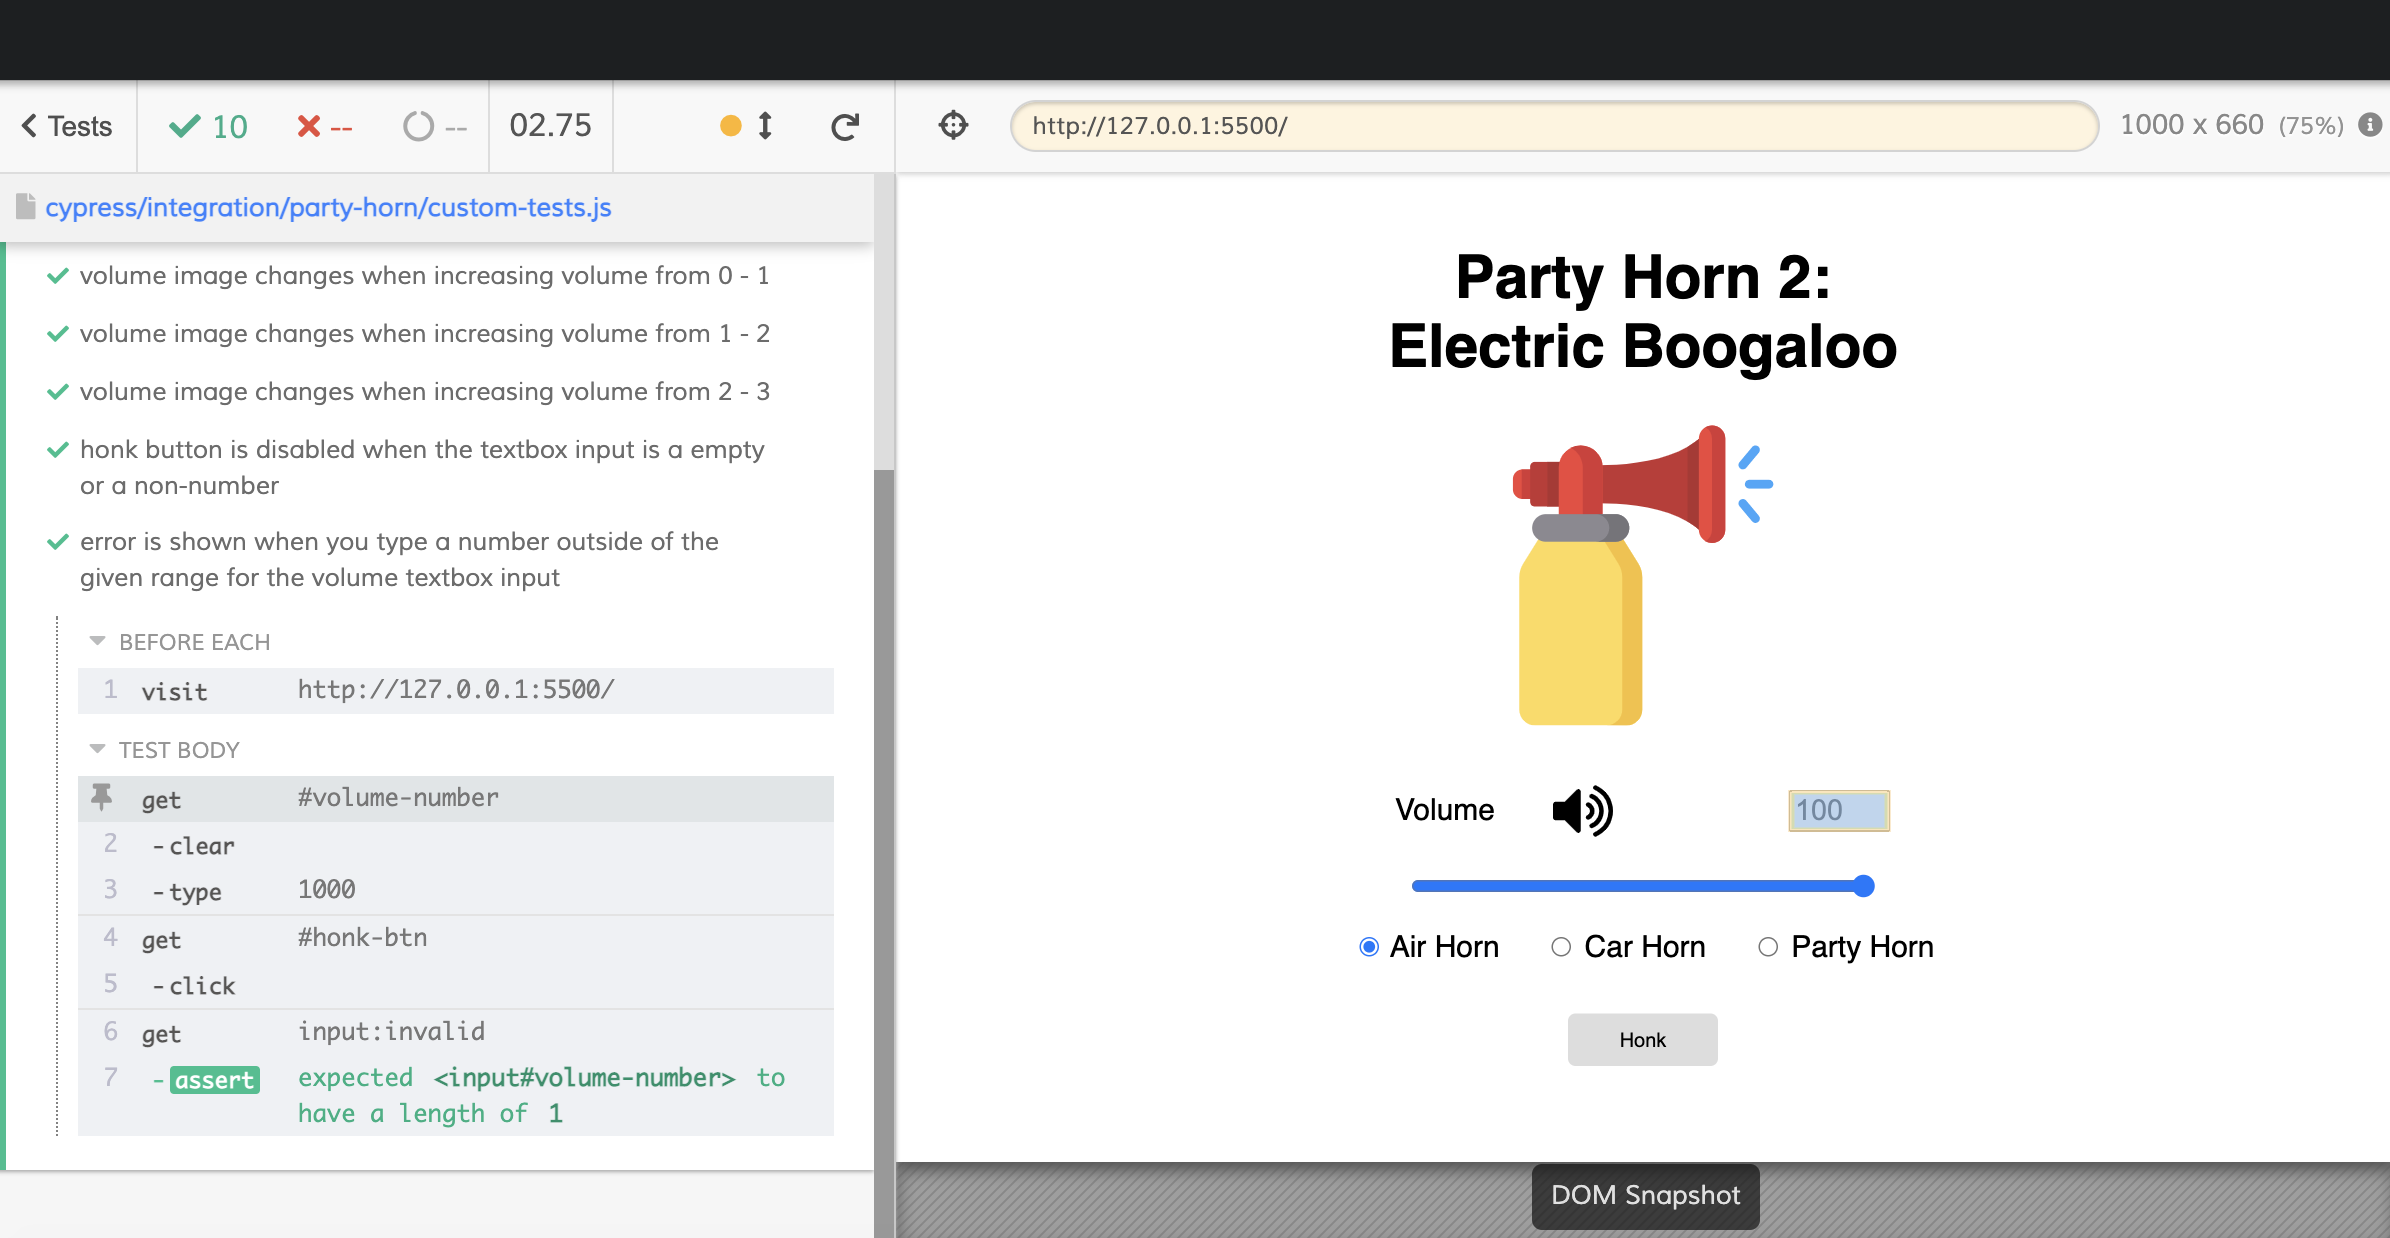 Tests 10 -- -- 02.75
http://127.0.0.1:5500/ 1000 x 660 (75%)
cypress/integration/party-horn/custom-tests.js
volume image changes when increasing volume from 0 - 1
volume image changes when increasing volume from 1 - 2
volume image changes when increasing volume from 2 - 3
honk button is disabled when the textbox input is a empty
or a non-number
error is shown when you type a number outside of the
given range for the volume textbox input
BEFORE EACH
1 visit http://127.0.0.1:5500/
TEST BODY
get #volume-number
2 -clear
3 -type 1000
4 get #honk-btn
5 -click
6 get input:invalid
7 -assert expected <input#volume-number> to
have a length of 1
Party Horn 2:
Electric Boogaloo
Volume 100
Air Horn Car Horn Party Horn
Honk
DOM Snapshot